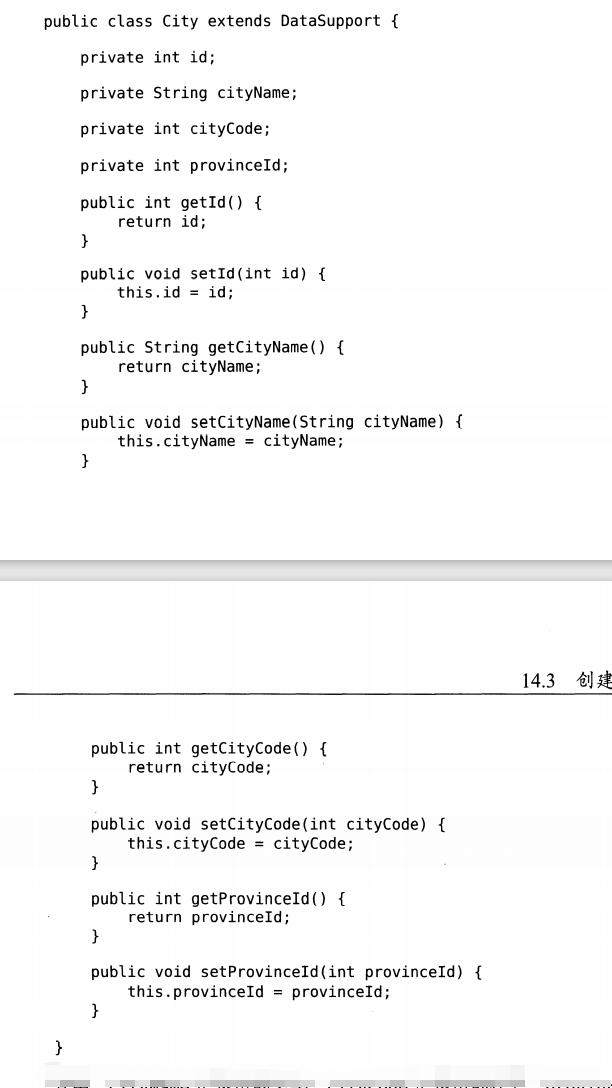 public class City extends DataSupport {
private int id;
private String cityName;
private int cityCode;
private int provinceId;
public int getId() {
return id;
}
public void setId(int id) {
this.id = id;
}
public String getCityName() {
return cityName;
}
public void setCityName(String cityName) {
this.cityName = cityName;
}
14.3 创建
public int getCityCode() {
return cityCode;
}
public void setCityCode(int cityCode) {
this.cityCode = cityCode;
}
public int getProvinceId() {
return provinceId;
}
public void setProvinceId(int provinceId) {
this.provinceId = provinceId;
}
}